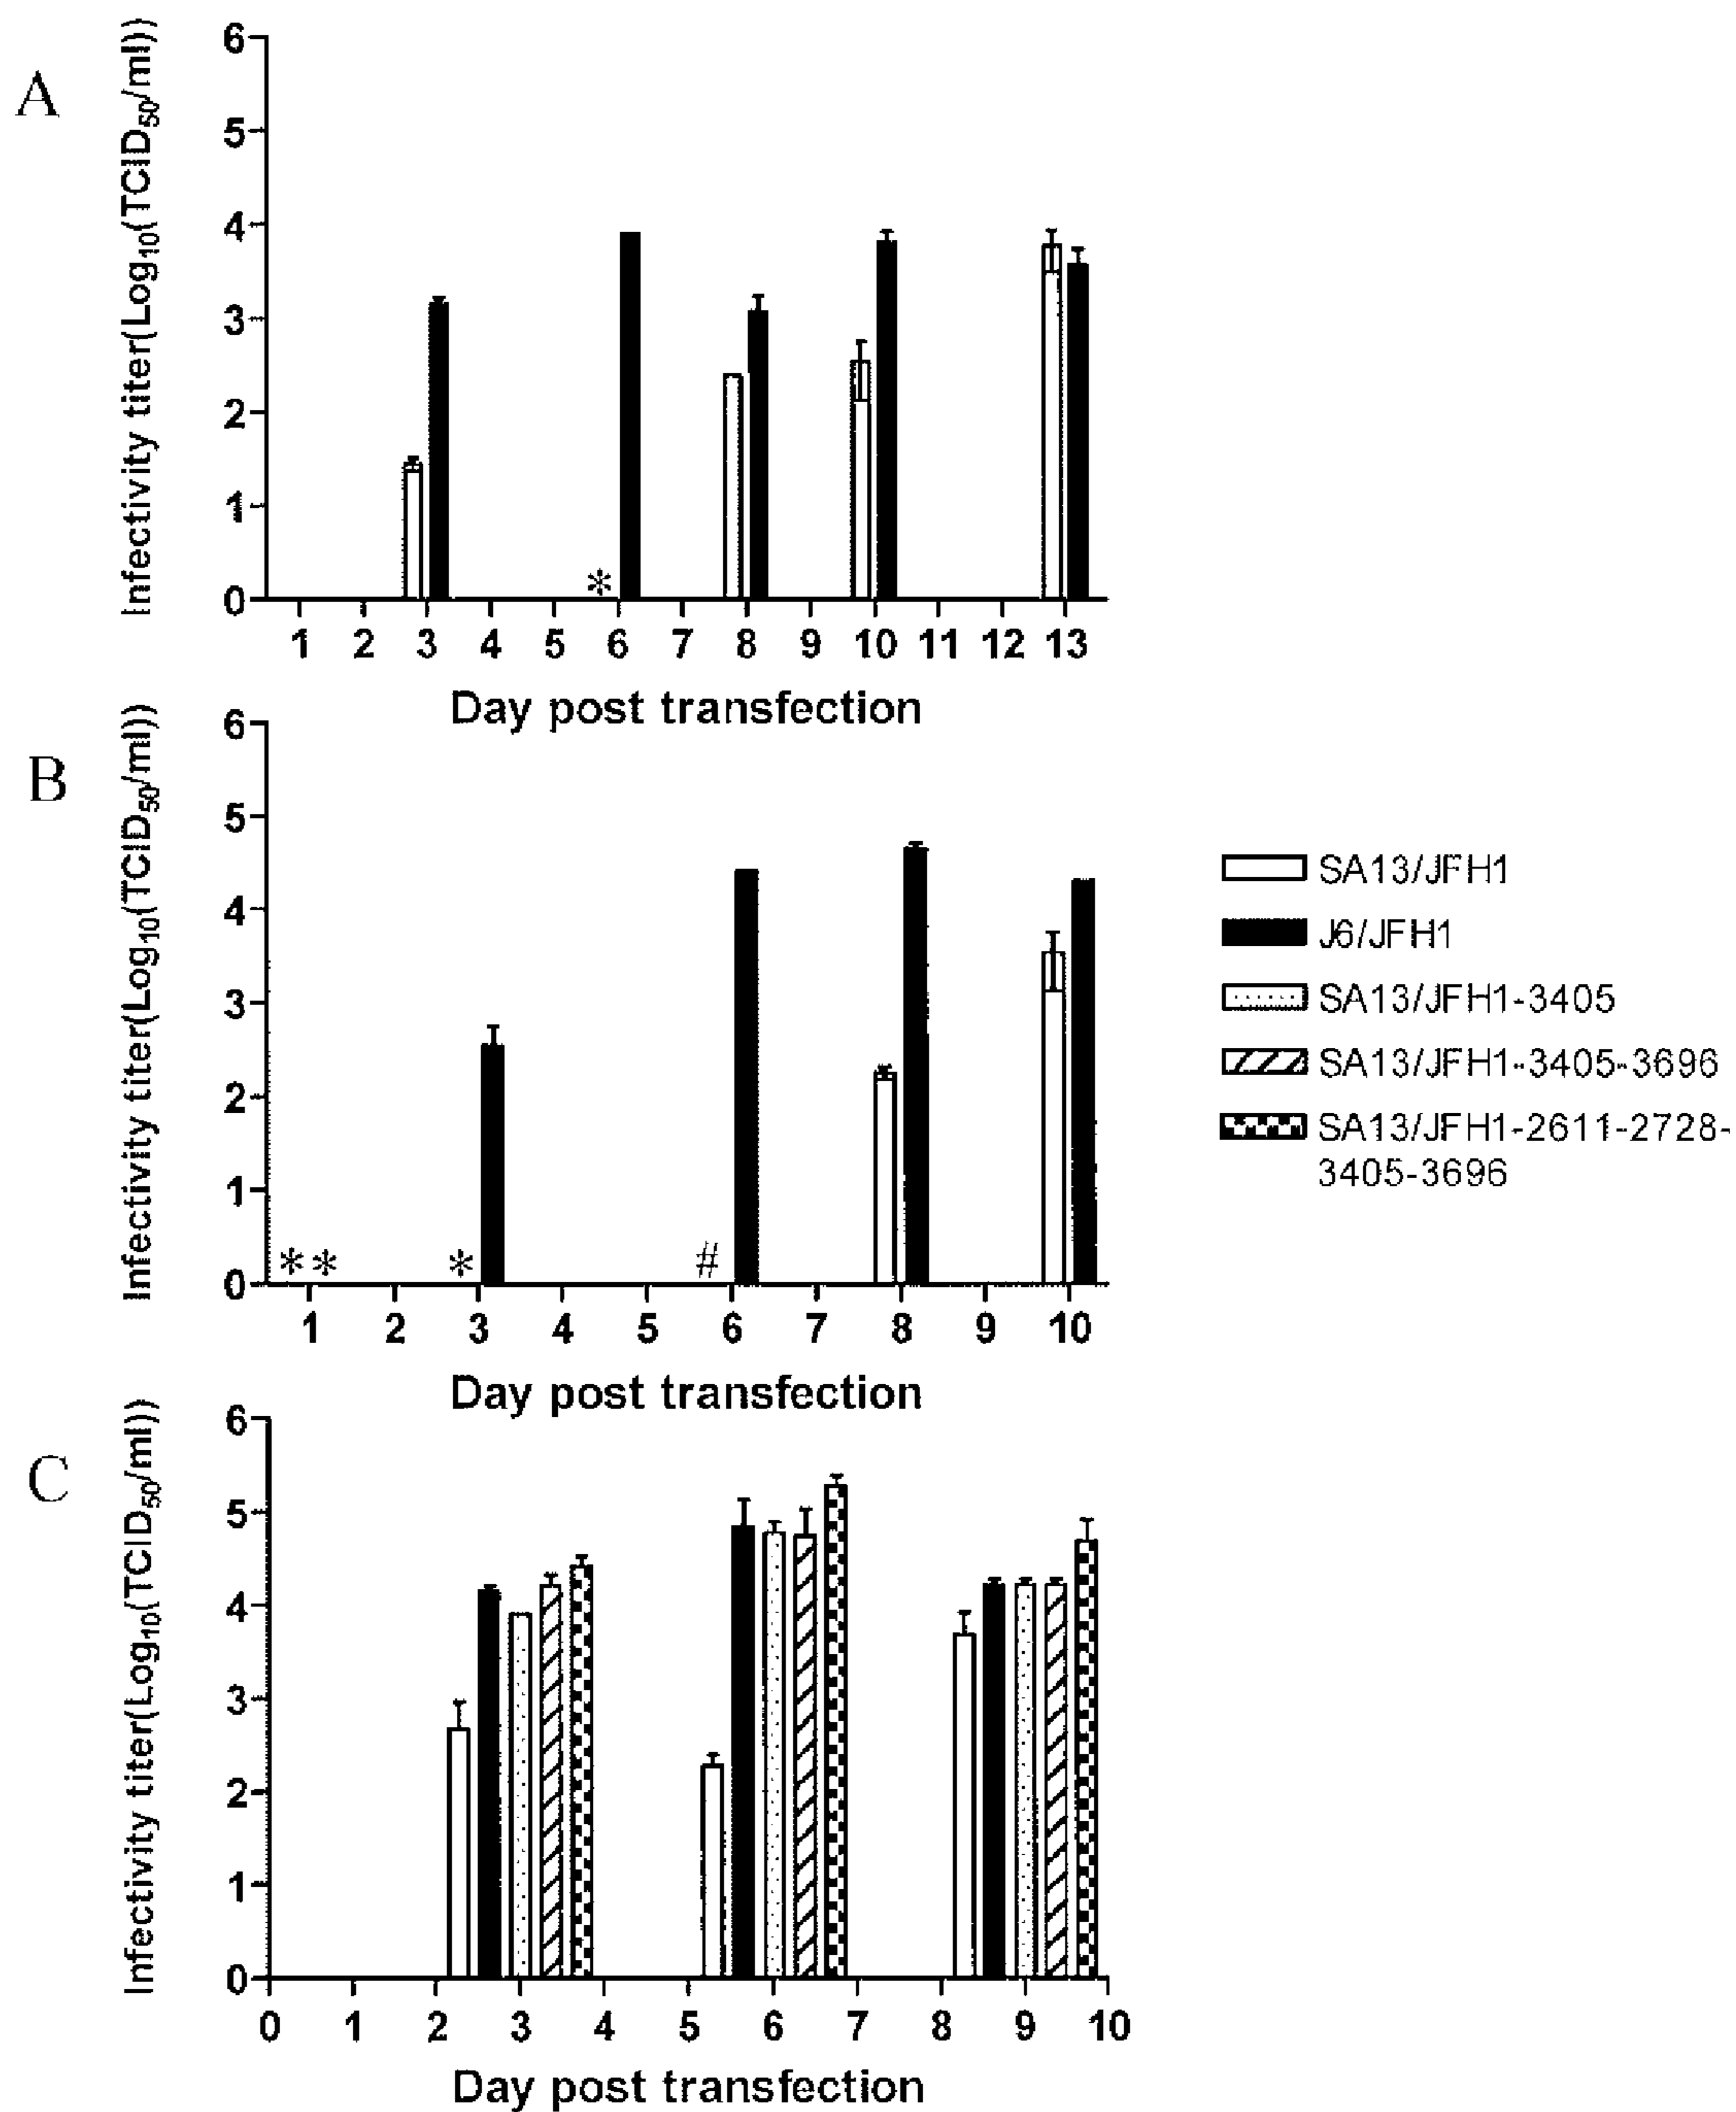 A
Infectivity titer(Log10(TCID50/ml))
6
5
4
3
2
1
0
*
1 2 3 4 5 6 7 8 9 10 11 12 13
Day post transfection
B
Infectivity titer(Log10(TCID50/ml))
6
5
4
3
2
1
0
* * * #
1 2 3 4 5 6 7 8 9 10
Day post transfection
SA13/JFH1
J6/JFH1
SA13/JFH1-3405
SA13/JFH1-3405-3696
SA13/JFH1-2611-2728-
3405-3696
C
Infectivity titer(Log10(TCID50/ml))
6
5
4
3
2
1
0
0 1 2 3 4 5 6 7 8 9 10
Day post transfection